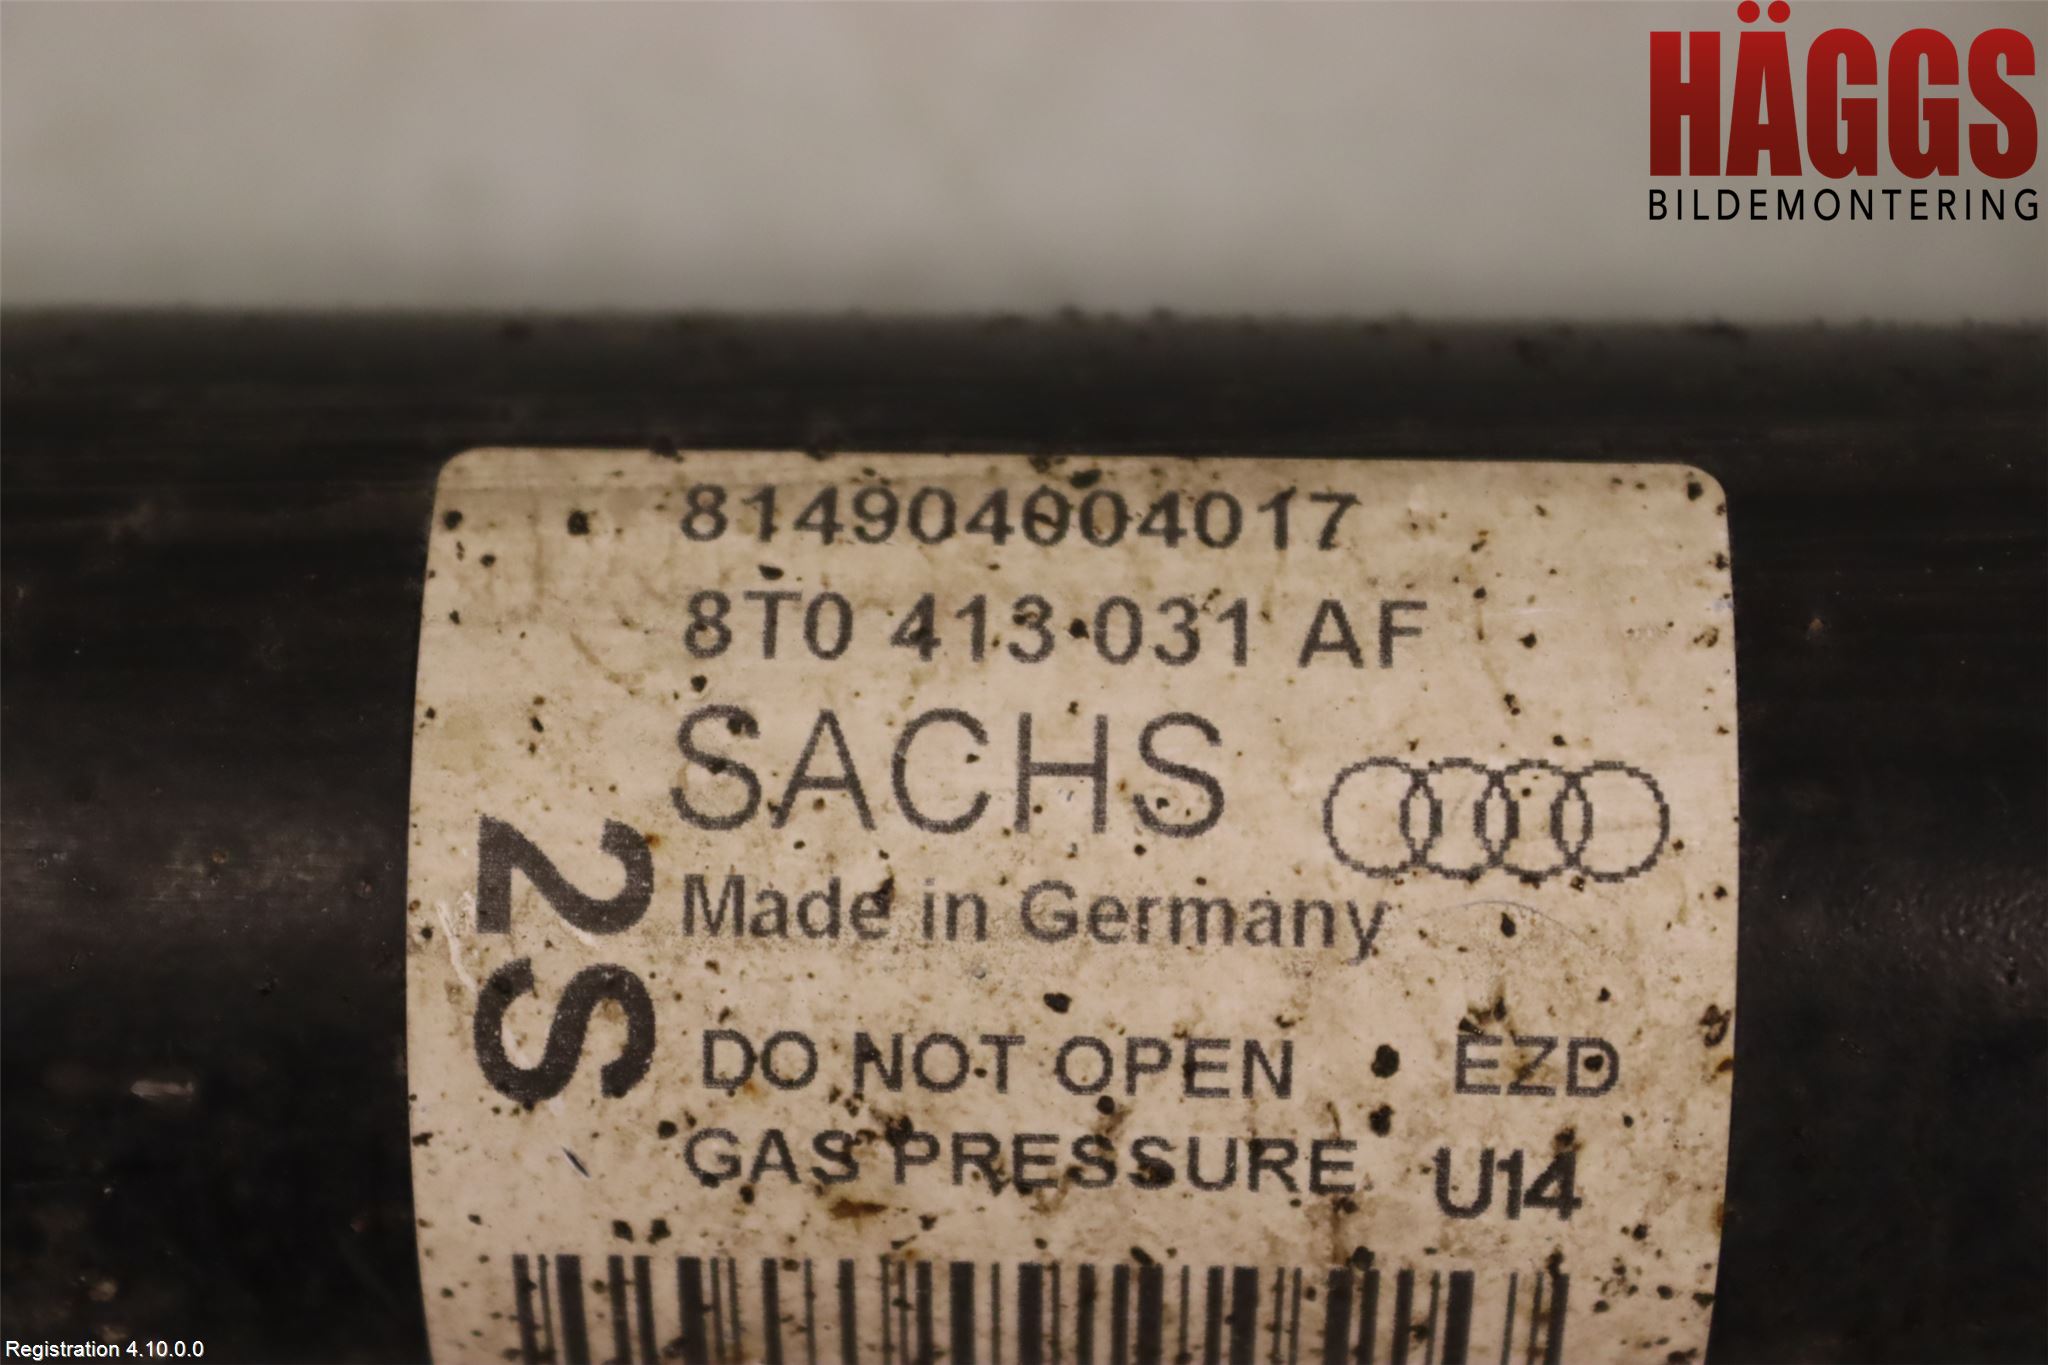 HÄGGS
BILDEMONTERING
814904004017
8T0 413 031 AF
SACHS
2S
Made in Germany
DO NOT OPEN EZD
GAS PRESSURE U14
Registration 4.10.0.0